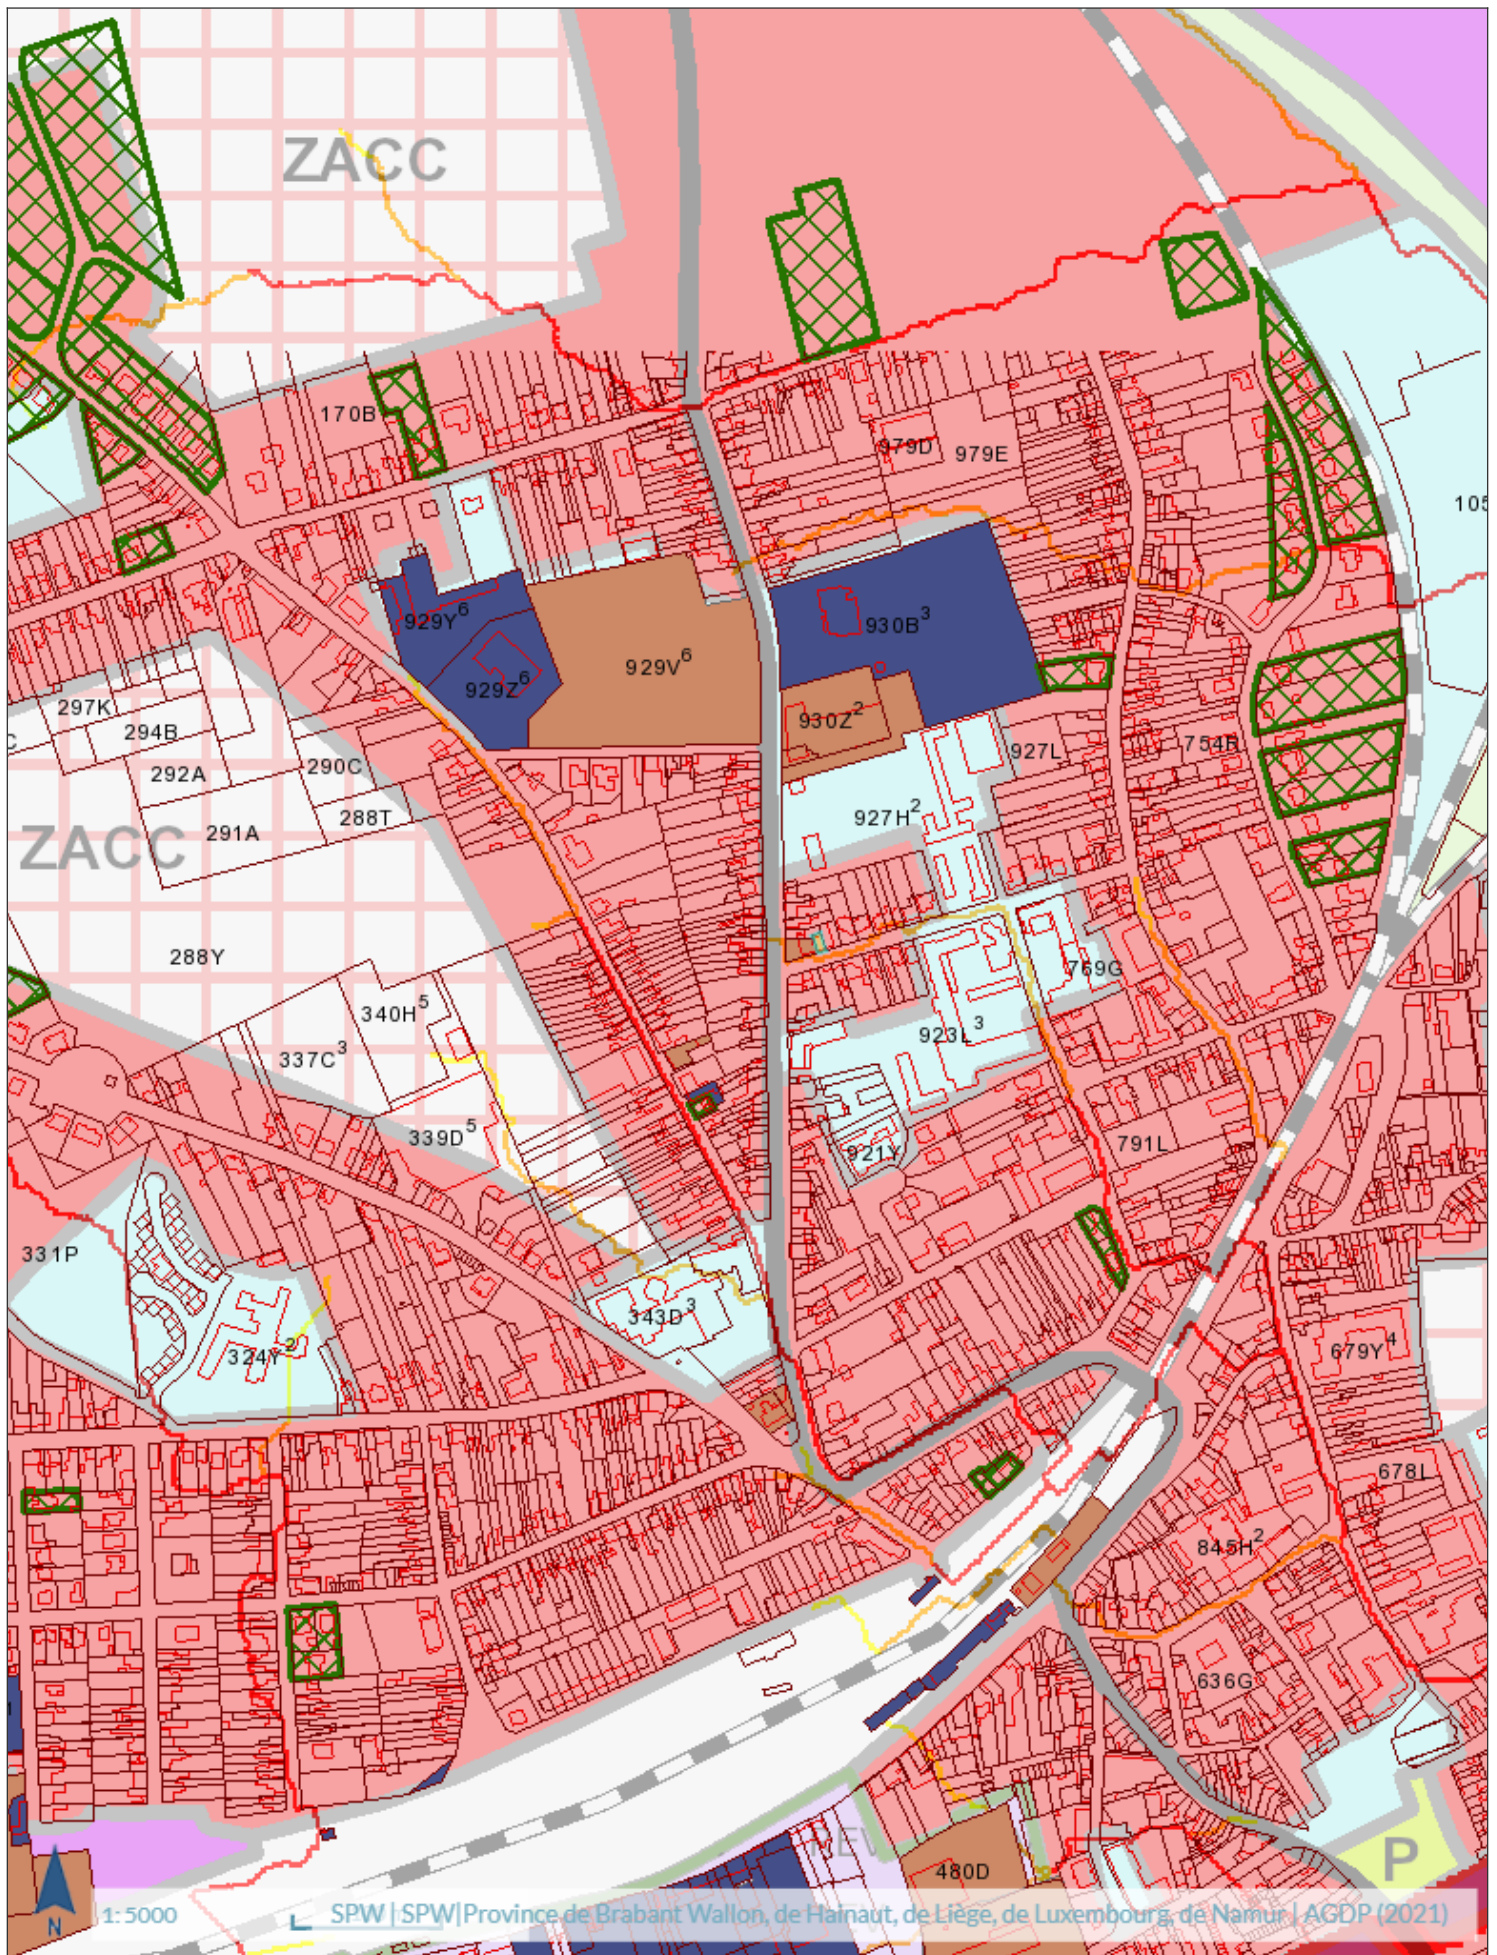 ZACC
170B
979D
979E
105
929Y⁶
930B³
929V⁶
929Z⁶
297K
294B
930Z²
927L
754R
292A
290C
288T
927H²
291A
ZACC
288Y
769G
340H⁵
923L³
337C³
339D⁵
791L
921Y
331P
343D³
324Y²
679Y⁴
678L
845H²
636G
480D
P
N
1:5000
SPW | SPW|Province de Brabant Wallon, de Hainaut, de Liège, de Luxembourg, de Namur | AGDP (2021)